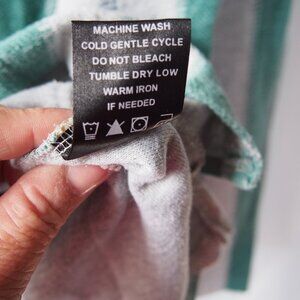 MACHINE WASH
COLD GENTLE CYCLE
DO NOT BLEACH
TUMBLE DRY LOW
WARM IRON
IF NEEDED